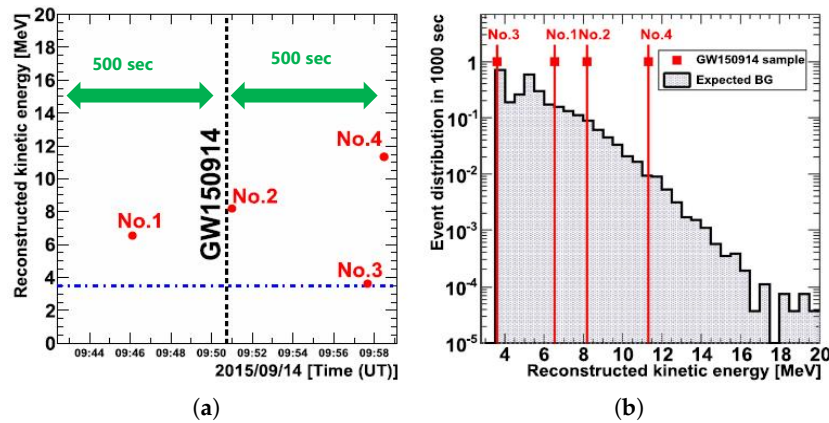 Reconstructed kinetic energy [MeV]
20
18
16
14
12
10
8
6
4
2
0
500 sec
500 sec
GW150914
No.1
No.2
No.3
No.4
09:44 09:46 09:48 09:50 09:52 09:54 09:56 09:58
2015/09/14 [Time (UT)]
(a)
Event distribution in 1000 sec
No.3 No.1 No.2 No.4
GW150914 sample
Expected BG
1
10-1
10-2
10-3
10-4
10-5
4 6 8 10 12 14 16 18 20
Reconstructed kinetic energy [MeV]
(b)